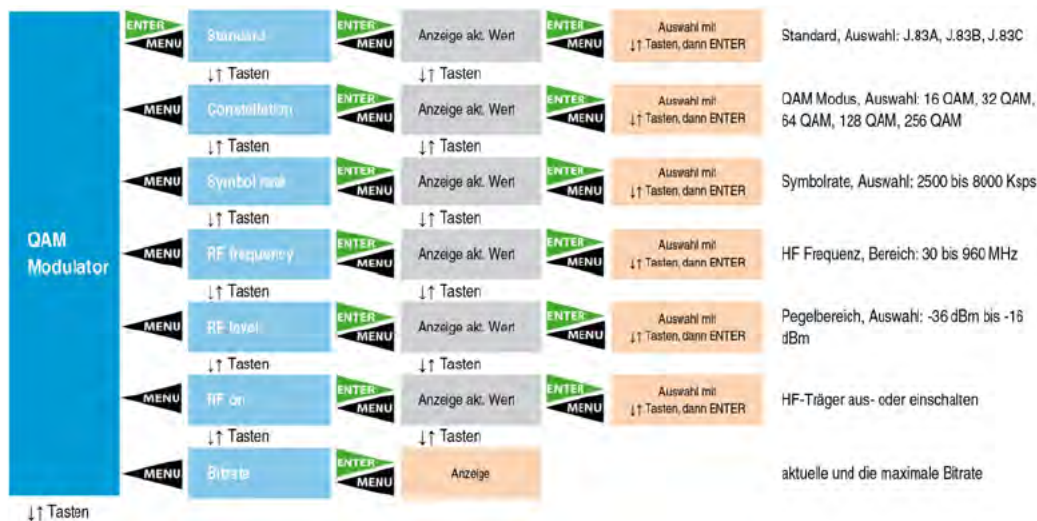 ENTER MENU Standard ENTER MENU Anzeige akt. Wert ENTER MENU Auswahl mit
↓↑ Tasten, dann ENTER
Standard, Auswahl: J.83A, J.83B, J.83C
↓↑ Tasten ↓↑ Tasten
MENU Constellation ENTER MENU Anzeige akt. Wert ENTER MENU Auswahl mit
↓↑ Tasten, dann ENTER
QAM Modus, Auswahl: 16 QAM, 32 QAM,
64 QAM, 128 QAM, 256 QAM
↓↑ Tasten ↓↑ Tasten
MENU Symbol rate ENTER MENU Anzeige akt. Wert ENTER MENU Auswahl mit
↓↑ Tasten, dann ENTER
Symbolrate, Auswahl: 2500 bis 8000 Ksps
↓↑ Tasten ↓↑ Tasten
QAM
Modulator
MENU RF frequency ENTER MENU Anzeige akt. Wert ENTER MENU Auswahl mit
↓↑ Tasten, dann ENTER
HF Frequenz, Bereich: 30 bis 960 MHz
↓↑ Tasten ↓↑ Tasten
MENU RF level ENTER MENU Anzeige akt. Wert ENTER MENU Auswahl mit
↓↑ Tasten, dann ENTER
Pegelbereich, Auswahl: -36 dBm bis -16
dBm
↓↑ Tasten ↓↑ Tasten
MENU RF on ENTER MENU Anzeige akt. Wert ENTER MENU Auswahl mit
↓↑ Tasten, dann ENTER
HF-Träger aus- oder einschalten
↓↑ Tasten ↓↑ Tasten
MENU Bitrate ENTER MENU Anzeige
aktuelle und die maximale Bitrate
↓↑ Tasten